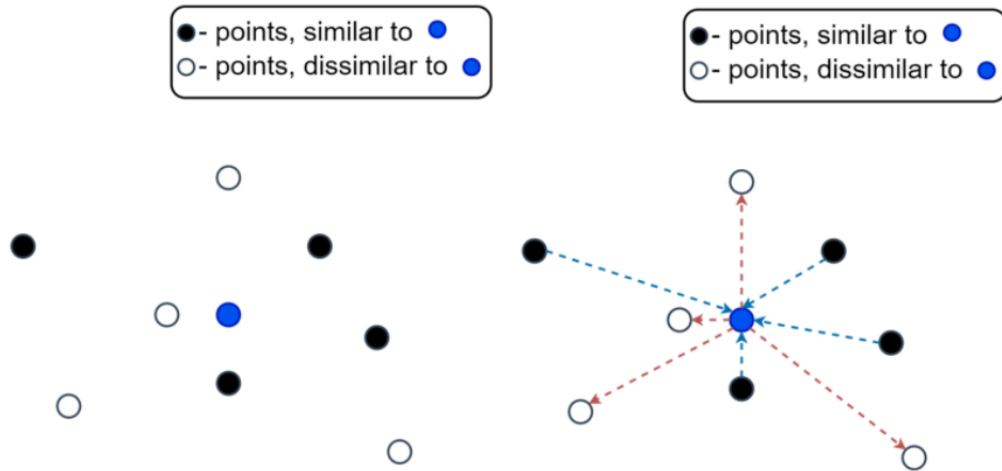 - points, similar to
- points, dissimilar to
- points, similar to
- points, dissimilar to